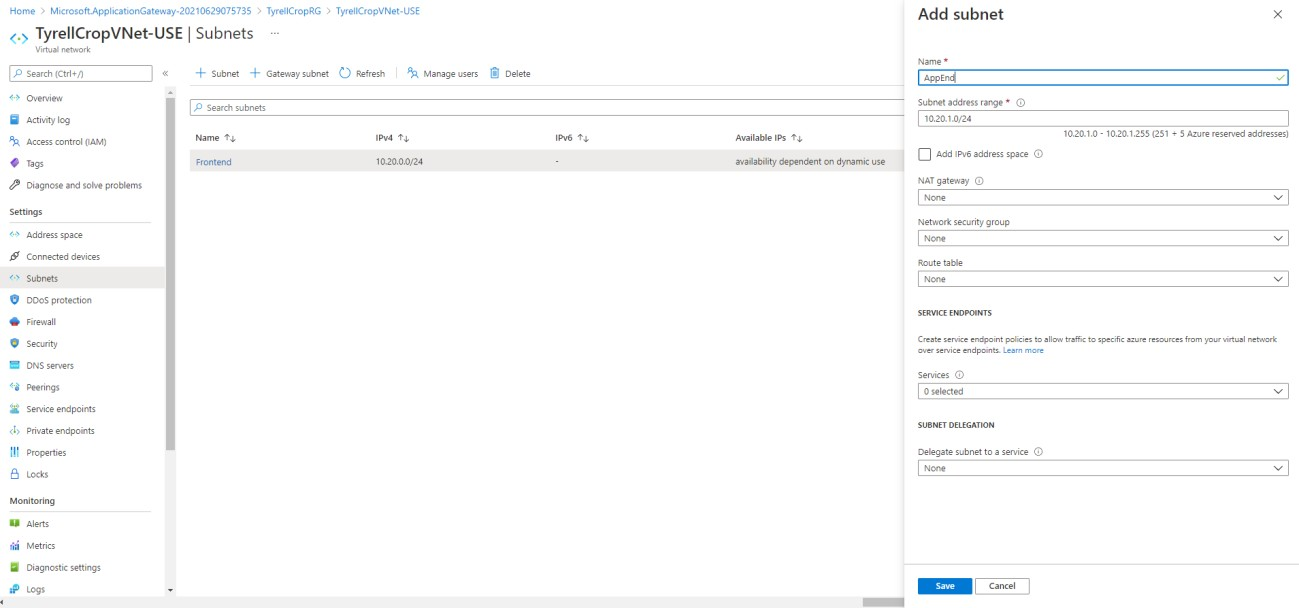 Home > Microsoft.ApplicationGateway-20210629075735 > TyrellCropRG > TyrellCropVNet-USE
TyrellCropVNet-USE | Subnets ...
Virtual network
Search (Ctrl+/)
«
Overview
Activity log
Access control (IAM)
Tags
Diagnose and solve problems
Settings
Address space
Connected devices
Subnets
DDoS protection
Firewall
Security
DNS servers
Peerings
Service endpoints
Private endpoints
Properties
Locks
Monitoring
Alerts
Metrics
Diagnostic settings
Logs
+ Subnet + Gateway subnet Refresh Manage users Delete
Search subnets
Name ↑↓ IPv4 ↑↓ IPv6 ↑↓ Available IPs ↑↓
Frontend 10.20.0.0/24 - availability dependent on dynamic use
Add subnet
Name *
AppEnd
Subnet address range *
10.20.1.0/24
10.20.1.0 - 10.20.1.255 (251 + 5 Azure reserved addresses)
Add IPv6 address space
NAT gateway
None
Network security group
None
Route table
None
SERVICE ENDPOINTS
Create service endpoint policies to allow traffic to specific azure resources from your virtual network
over service endpoints. Learn more
Services
0 selected
SUBNET DELEGATION
Delegate subnet to a service
None
Save Cancel